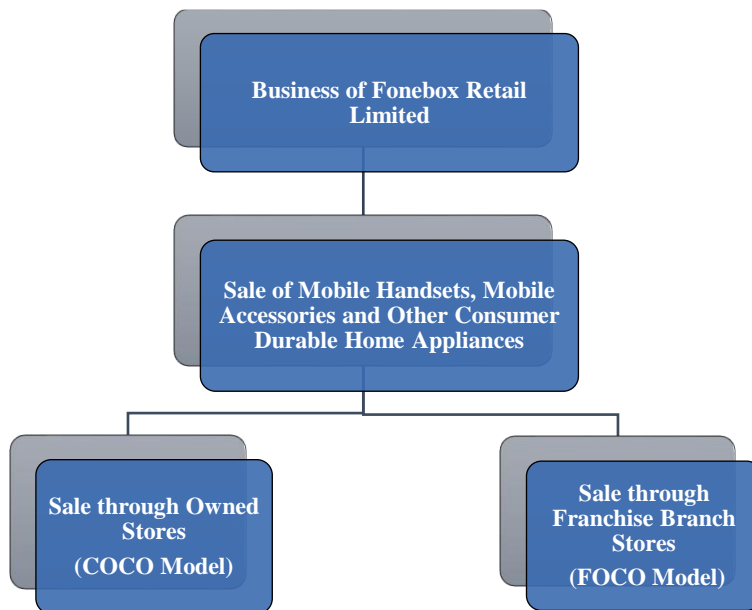 Business of Fonebox Retail
Limited
Sale of Mobile Handsets, Mobile
Accessories and Other Consumer
Durable Home Appliances
Sale through Owned
Stores
(COCO Model)
Sale through
Franchise Branch
Stores
(FOCO Model)